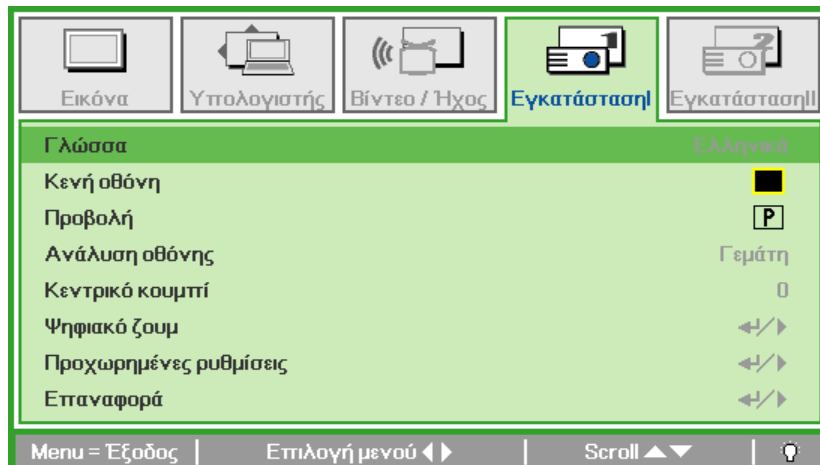 Εικόνα Υπολογιστής Βίντεο / Ήχος ΕγκατάστασηI ΕγκατάστασηII
Γλώσσα Ελληνικά
Κενή οθόνη
Προβολή P
Ανάλυση οθόνης Γεμάτη
Κεντρικό κουμπί 0
Ψηφιακό ζουμ
Προχωρημένες ρυθμίσεις
Επαναφορά
Menu = Έξοδος Επιλογή μενού Scroll